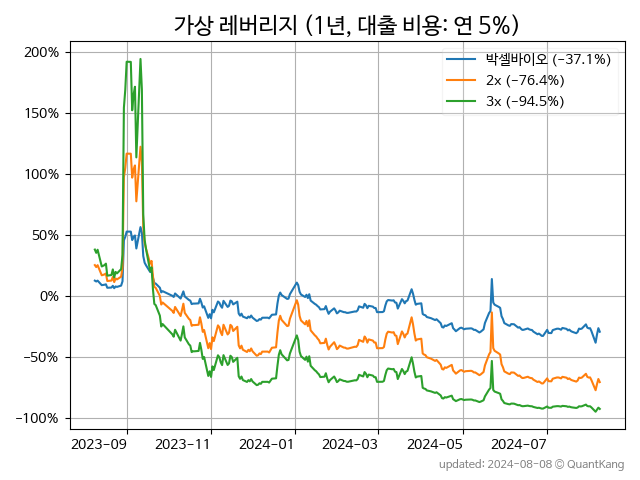 가상 레버리지 (1년, 대출 비용: 연 5%)
200%
150%
100%
50%
0%
−50%
−100%
박셀바이오 (−37.1%)
2x (−76.4%)
3x (−94.5%)
2023-09 2023-11 2024-01 2024-03 2024-05 2024-07
updated: 2024-08-08 © QuantKang